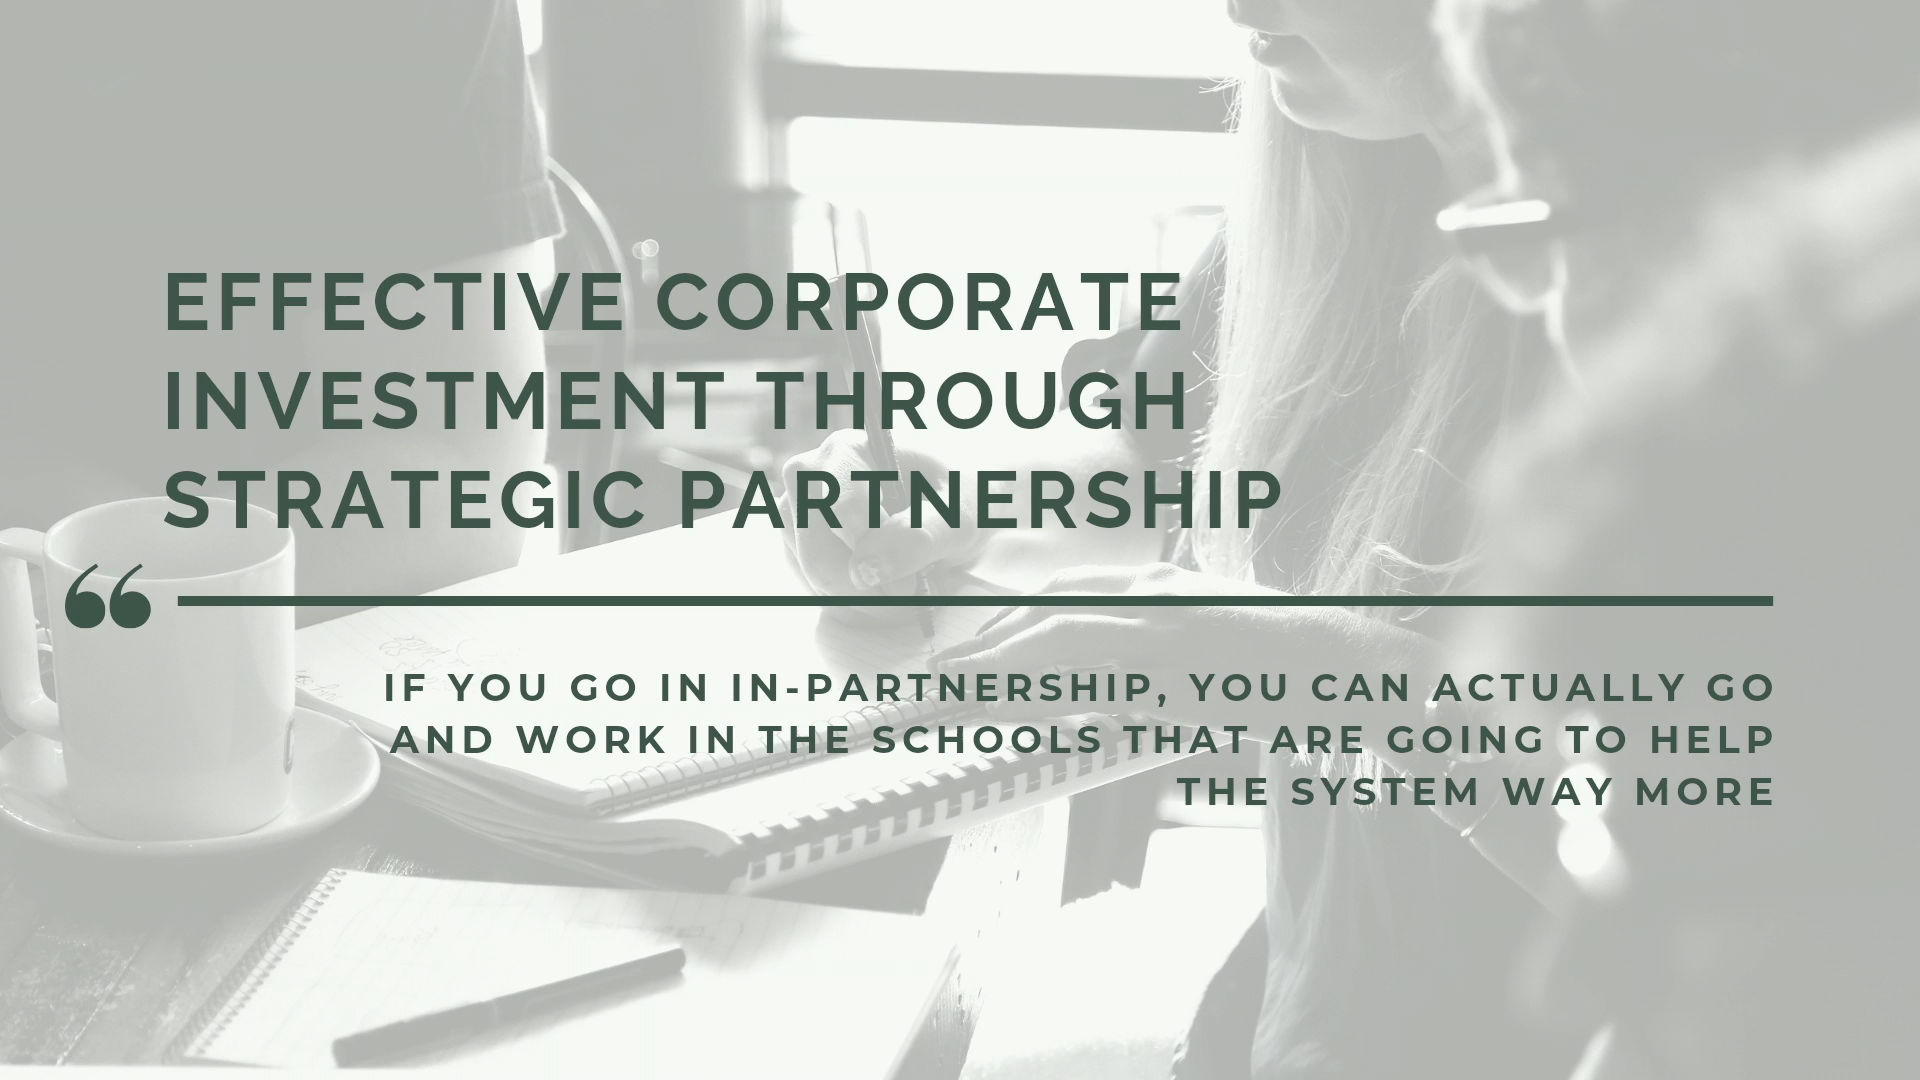 EFFECTIVE CORPORATE
INVESTMENT THROUGH
STRATEGIC PARTNERSHIP
“
IF YOU GO IN IN-PARTNERSHIP, YOU CAN ACTUALLY GO
AND WORK IN THE SCHOOLS THAT ARE GOING TO HELP
THE SYSTEM WAY MORE